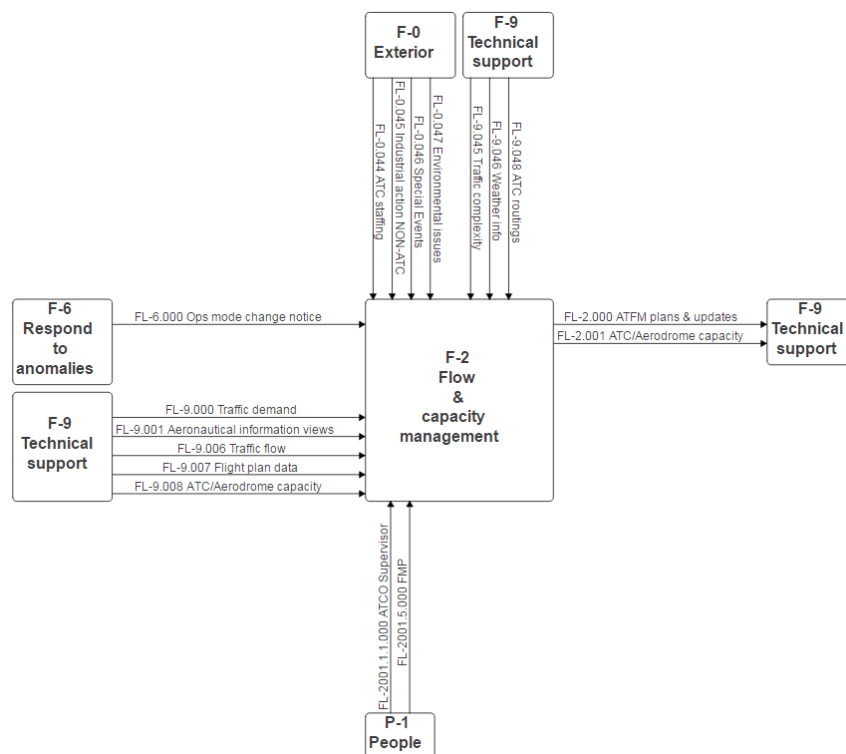 F-0
Exterior
F-9
Technical
support
FL-0.044 ATC staffing
FL-0.045 Industrial action NON-ATC
FL-0.046 Special Events
FL-0.047 Environmental issues
FL-9.045 Traffic complexity
FL-9.046 Weather info
FL-9.048 ATC routings
F-6
Respond
to
anomalies
FL-6.000 Ops mode change notice
F-9
Technical
support
FL-9.000 Traffic demand
FL-9.001 Aeronautical information views
FL-9.006 Traffic flow
FL-9.007 Flight plan data
FL-9.008 ATC/Aerodrome capacity
F-2
Flow
&
capacity
management
FL-2.000 ATFM plans & updates
FL-2.001 ATC/Aerodrome capacity
F-9
Technical
support
FL-2001.1.1.000 ATCO Supervisor
FL-2001.5.000 FMP
P-1
People